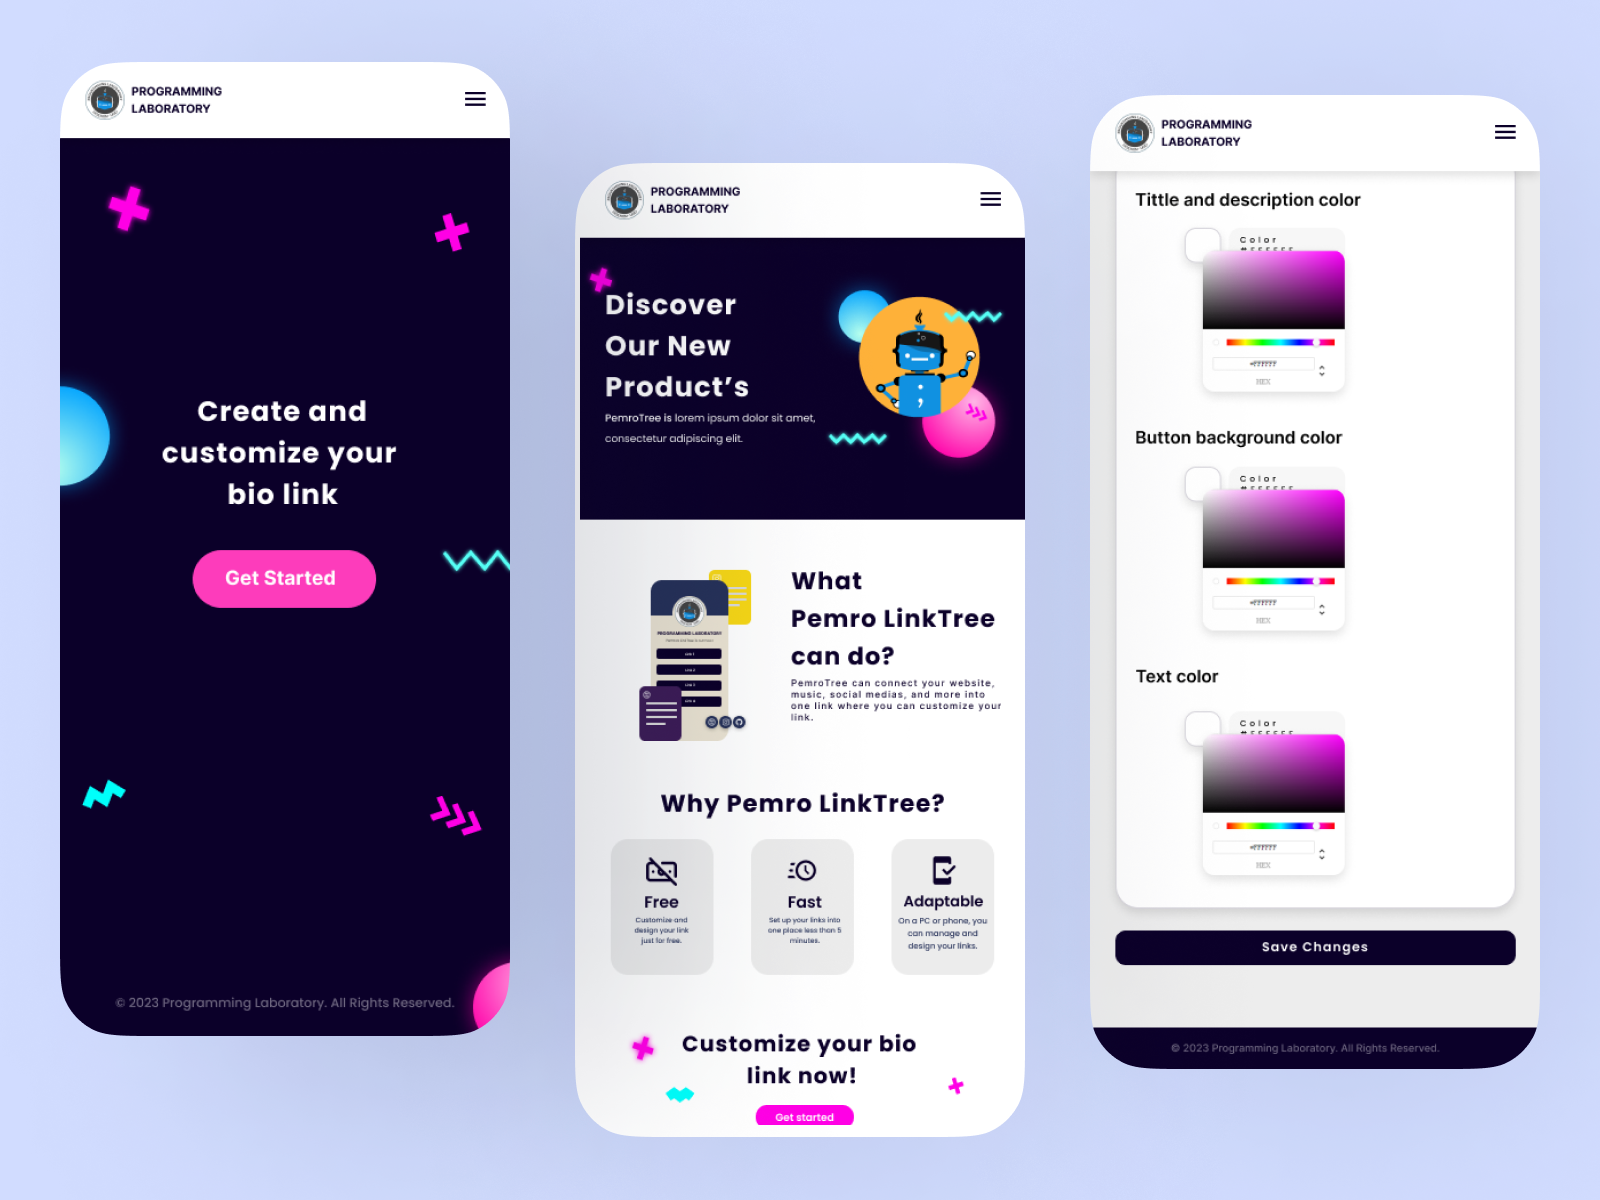 PROGRAMMING
LABORATORY
Create and
customize your
bio link
Get Started
© 2023 Programming Laboratory. All Rights Reserved.
PROGRAMMING
LABORATORY
Discover
Our New
Product’s
PemroTree is lorem ipsum dolor sit amet,
consectetur adipiscing elit.
PROGRAMMING LABORATORY
What
Pemro LinkTree
can do?
PemroTree can connect your website,
music, social medias, and more into
one link where you can customize your
link.
Why Pemro LinkTree?
Free
Customize and
design your link
just for free.
Fast
Set up your links into
one place less than 5
minutes.
Adaptable
On a PC or phone, you
can manage and
design your links.
Customize your bio
link now!
Get started
PROGRAMMING
LABORATORY
Tittle and description color
Color
#FFFFFF
HEX
Button background color
Color
#FFFFFF
HEX
Text color
Color
#FFFFFF
HEX
Save Changes
© 2023 Programming Laboratory. All Rights Reserved.